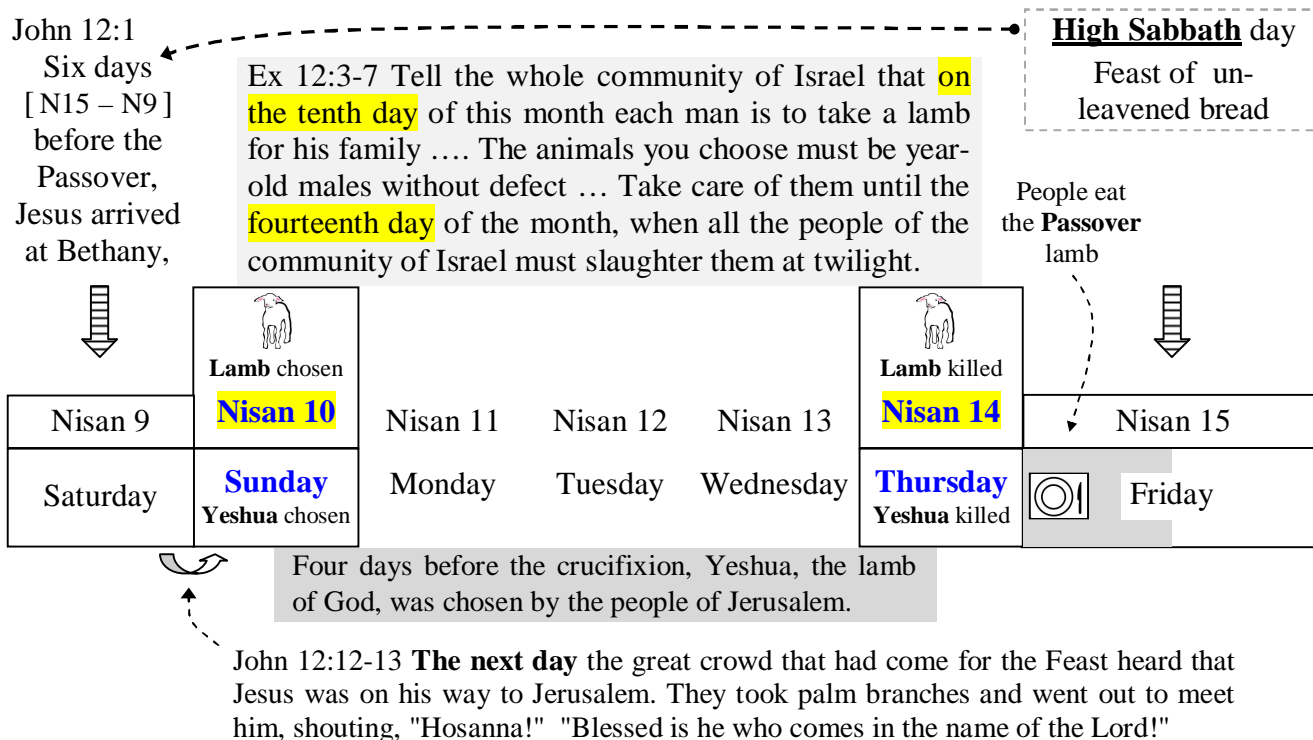 John 12:1
Six days
[ N15 – N9 ]
before the
Passover,
Jesus arrived
at Bethany,
High Sabbath day
Feast of un-
leavened bread
Ex 12:3-7 Tell the whole community of Israel that on
the tenth day of this month each man is to take a lamb
for his family …. The animals you choose must be year-
old males without defect … Take care of them until the
fourteenth day of the month, when all the people of the
community of Israel must slaughter them at twilight.
People eat
the Passover
lamb
Lamb chosen
Lamb killed
Nisan 9
Nisan 10
Nisan 11
Nisan 12
Nisan 13
Nisan 14
Nisan 15
Saturday
Sunday
Yeshua chosen
Monday
Tuesday
Wednesday
Thursday
Yeshua killed
Friday
Four days before the crucifixion, Yeshua, the lamb
of God, was chosen by the people of Jerusalem.
John 12:12-13 The next day the great crowd that had come for the Feast heard that
Jesus was on his way to Jerusalem. They took palm branches and went out to meet
him, shouting, "Hosanna!" "Blessed is he who comes in the name of the Lord!"